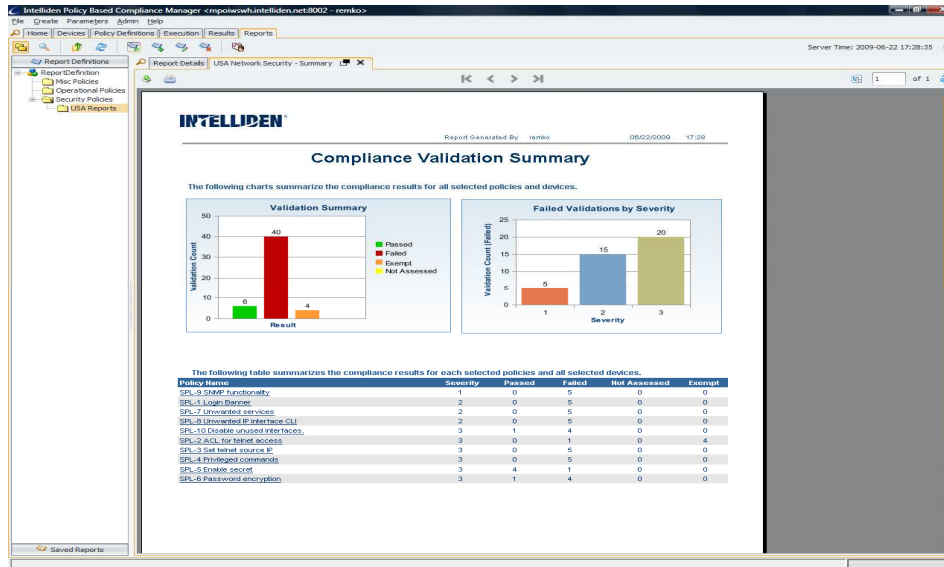 Intelliden Policy Based Compliance Manager <mpoiwswh.intelliden.net:8002 - remko>
File Create Parameters Admin Help
Home Devices Policy Definitions Execution Results Reports
Server Time: 2009-06-22 17:28:35
Report Definitions
Report Details USA Network Security - Summary
ReportDefinition
Misc Policies
Operational Policies
Security Policies
USA Reports
1 of 1
INTELLIDEN
Report Generated By remko 06/22/2009 17:28
Compliance Validation Summary
The following charts summarize the compliance results for all selected policies and devices.
Validation Summary
Validation Count
50
40
30
20
10
0
6
40
4
Result
Passed
Failed
Exempt
Not Assessed
Failed Validations by Severity
Validation Count (Failed)
25
20
15
10
5
0
5
15
20
1 2 3
Severity
The following table summarizes the compliance results for each selected policies and all selected devices.
Policy Name Severity Passed Failed Not Assessed Exempt
SPL-9 SNMP functionality 1 0 5 0 0
SPL-1 Login Banner 2 0 5 0 0
SPL-7 Unwanted services 2 0 5 0 0
SPL-8 Unwanted IP interface CLI 2 0 5 0 0
SPL-10 Disable unused interfaces. 3 1 4 0 0
SPL-2 ACL for telnet access 3 0 1 0 4
SPL-3 Set telnet source IP 3 0 5 0 0
SPL-4 Privileged commands 3 0 5 0 0
SPL-5 Enable secret 3 4 1 0 0
SPL-6 Password encryption 3 1 4 0 0
Saved Reports